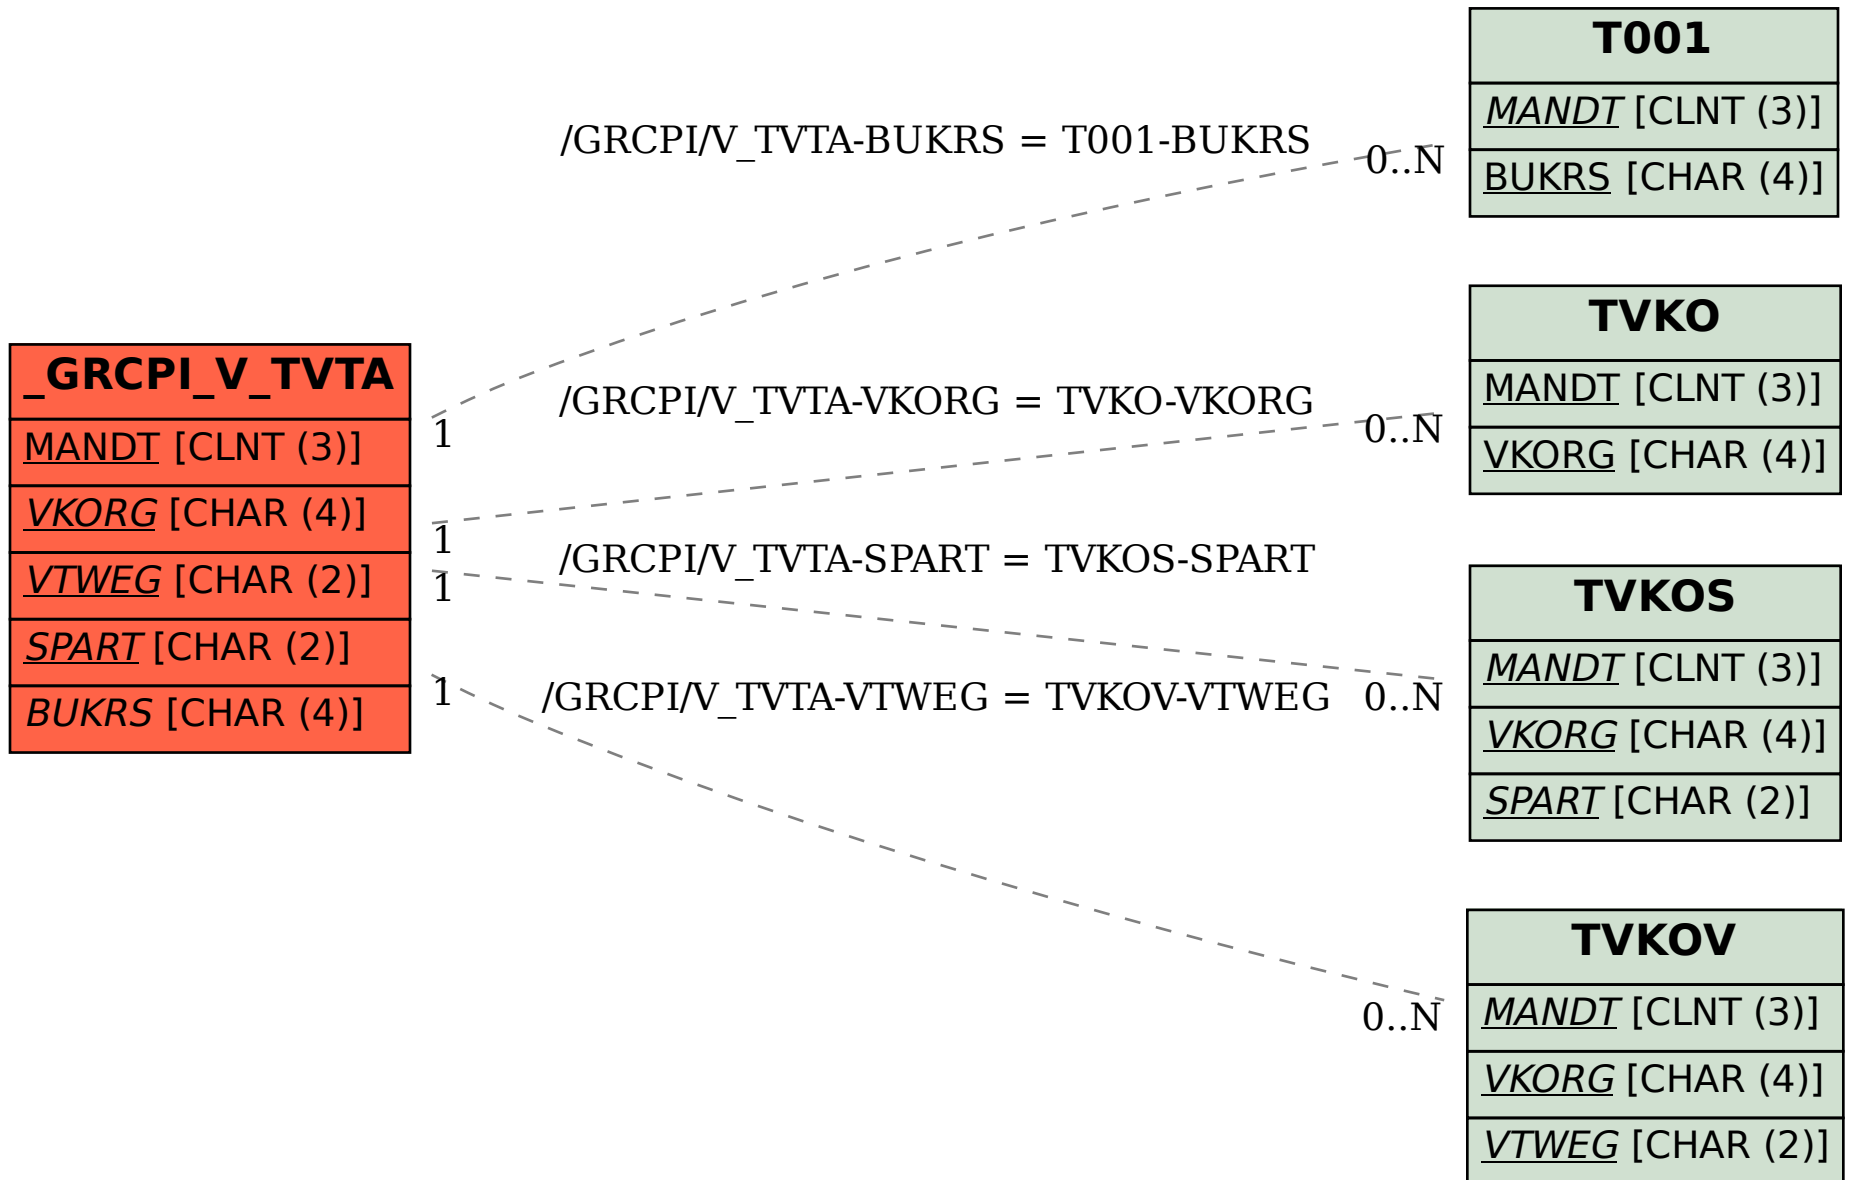 _GRCPI_V_TVTA
MANDT [CLNT (3)]
VKORG [CHAR (4)]
VTWEG [CHAR (2)]
SPART [CHAR (2)]
BUKRS [CHAR (4)]
/GRCPI/V_TVTA-BUKRS = T001-BUKRS
0..N
1
/GRCPI/V_TVTA-VKORG = TVKO-VKORG
0..N
1
/GRCPI/V_TVTA-SPART = TVKOS-SPART
1
0..N
/GRCPI/V_TVTA-VTWEG = TVKOV-VTWEG
1
0..N
T001
MANDT [CLNT (3)]
BUKRS [CHAR (4)]
TVKO
MANDT [CLNT (3)]
VKORG [CHAR (4)]
TVKOS
MANDT [CLNT (3)]
VKORG [CHAR (4)]
SPART [CHAR (2)]
TVKOV
MANDT [CLNT (3)]
VKORG [CHAR (4)]
VTWEG [CHAR (2)]